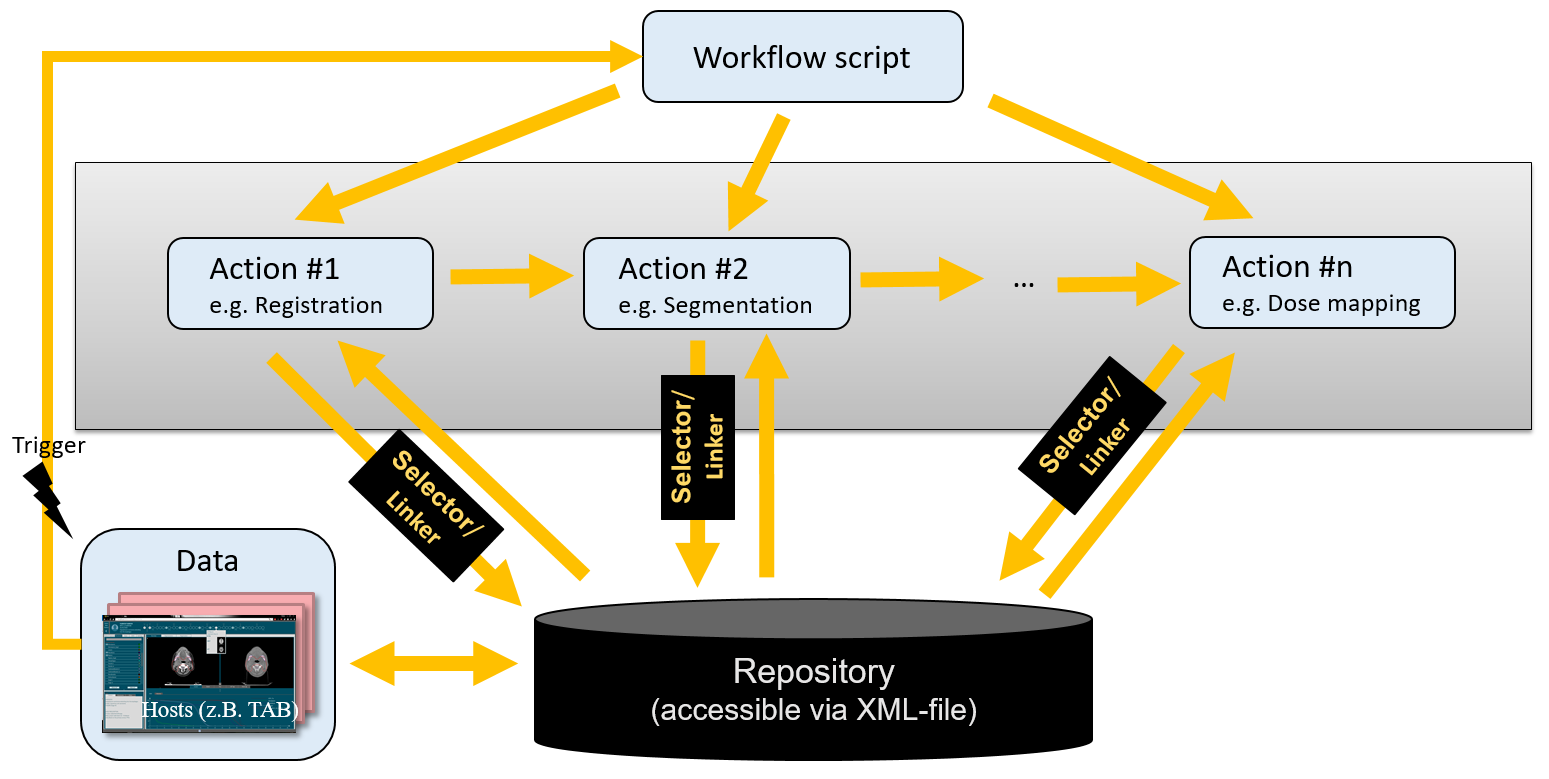 Workflow script
Action #1
e.g. Registration
Action #2
e.g. Segmentation
...
Action #n
e.g. Dose mapping
Selector/
Linker
Selector/
Linker
Selector/
Linker
Trigger
Data
Hosts (z.B. TAB)
Repository
(accessible via XML-file)